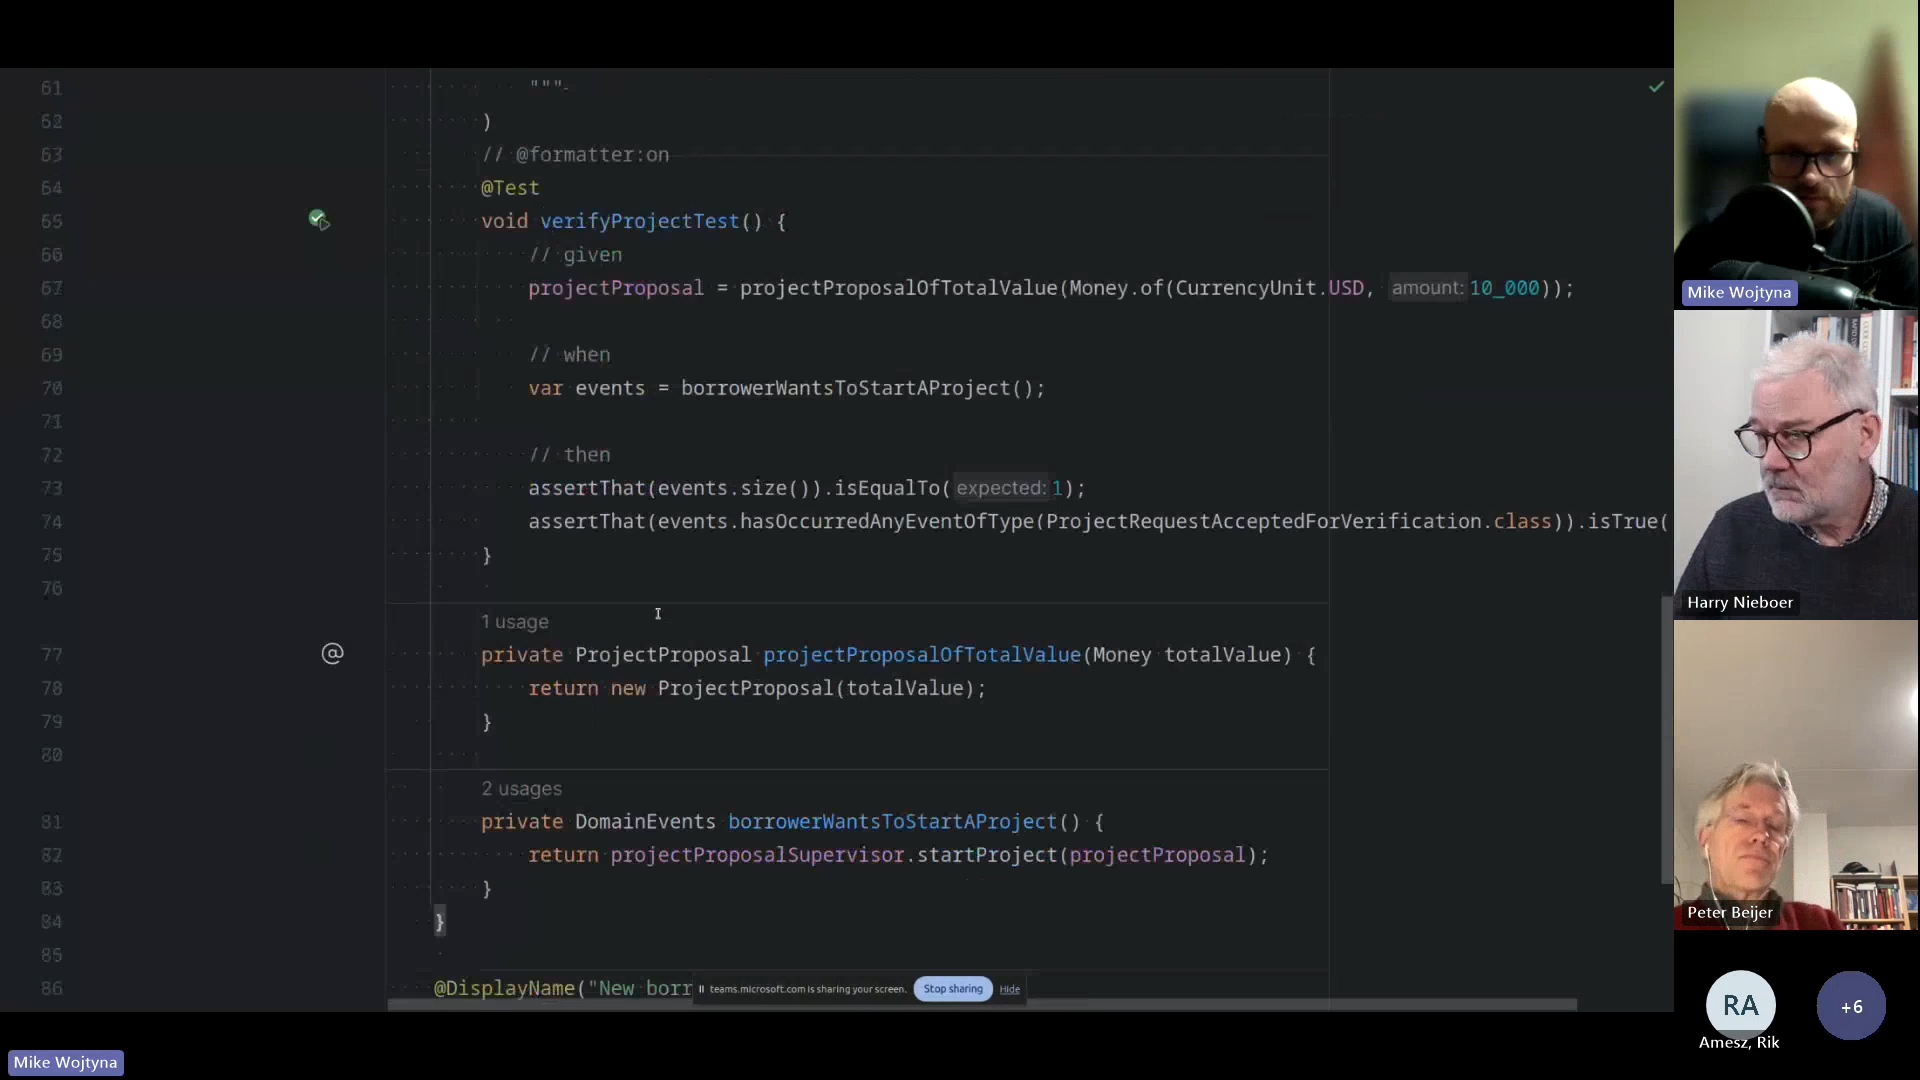 61 """
62 )
63 // @formatter:on
64 @Test
65 void verifyProjectTest() {
66 // given
67 projectProposal = projectProposalOfTotalValue(Money.of(CurrencyUnit.USD, amount: 10_000));
68
69 // when
70 var events = borrowerWantsToStartAProject();
71
72 // then
73 assertThat(events.size()).isEqualTo( expected: 1);
74 assertThat(events.hasOccurredAnyEventOfType(ProjectRequestAcceptedForVerification.class)).isTrue(
75 }
76
1 usage
77 @ private ProjectProposal projectProposalOfTotalValue(Money totalValue) {
78 return new ProjectProposal(totalValue);
79 }
80
2 usages
81 private DomainEvents borrowerWantsToStartAProject() {
82 return projectProposalSupervisor.startProject(projectProposal);
83 }
84 }
85
86 @DisplayName("New borr
teams.microsoft.com is sharing your screen. Stop sharing Hide
Mike Wojtyna
Mike Wojtyna
Harry Nieboer
Peter Beijer
RA
Amesz, Rik
+6